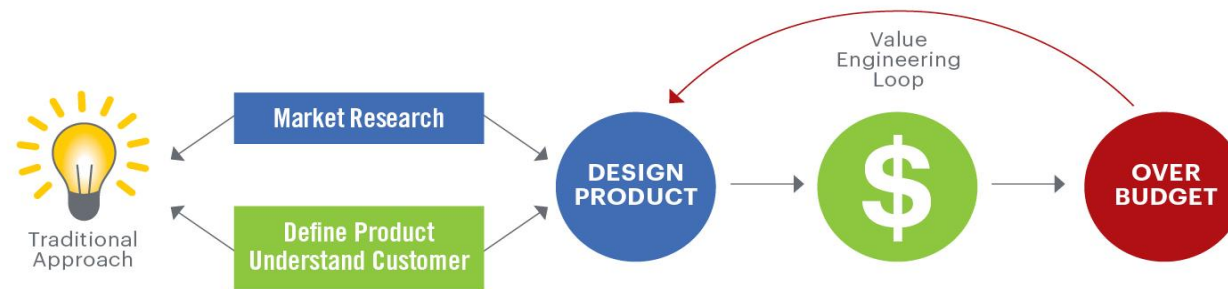 Traditional
Approach
Market Research
Define Product
Understand Customer
DESIGN
PRODUCT
Value
Engineering
Loop
$
OVER
BUDGET